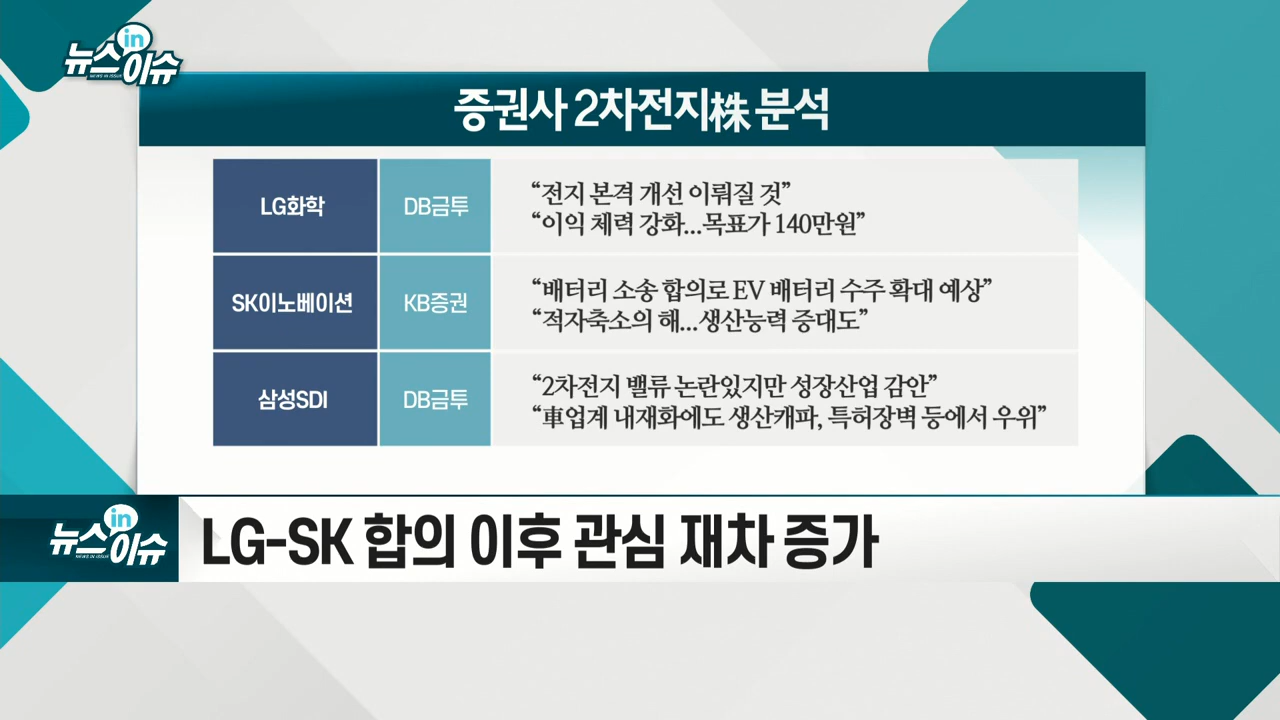 뉴스in이슈
NEWS IN ISSUE
증권사 2차전지株 분석
LG화학
DB금투
“전지 본격 개선 이뤄질 것”
“이익 체력 강화...목표가 140만원”
SK이노베이션
KB증권
“배터리 소송 합의로 EV 배터리 수주 확대 예상”
“적자축소의 해...생산능력 증대도”
삼성SDI
DB금투
“2차전지 밸류 논란있지만 성장산업 감안”
“車업계 내재화에도 생산캐파, 특허장벽 등에서 우위”
뉴스in이슈
NEWS IN ISSUE
LG-SK 합의 이후 관심 재차 증가